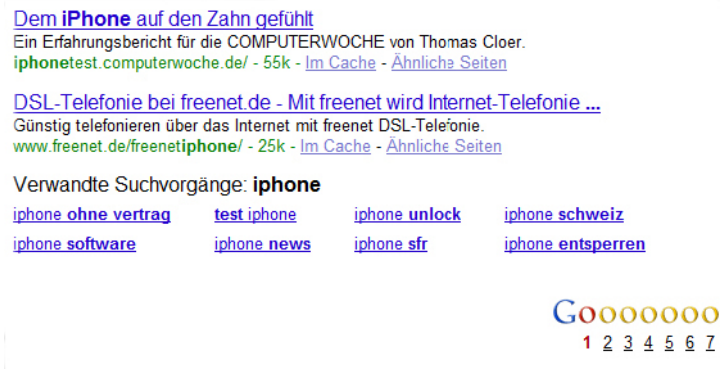 Dem iPhone auf den Zahn gefühlt
Ein Erfahrungsbericht für die COMPUTERWOCHE von Thomas Cloer.
iphonetest.computerwoche.de/ - 55k - Im Cache - Ähnliche Seiten
DSL-Telefonie bei freenet.de - Mit freenet wird Internet-Telefonie ...
Günstig telefonieren über das Internet mit freenet DSL-Telefonie.
www.freenet.de/freenetiphone/ - 25k - Im Cache - Ähnliche Seiten
Verwandte Suchvorgänge: iphone
iphone ohne vertrag test iphone iphone unlock iphone schweiz
iphone software iphone news iphone sfr iphone entsperren
Gooooooo
1 2 3 4 5 6 7